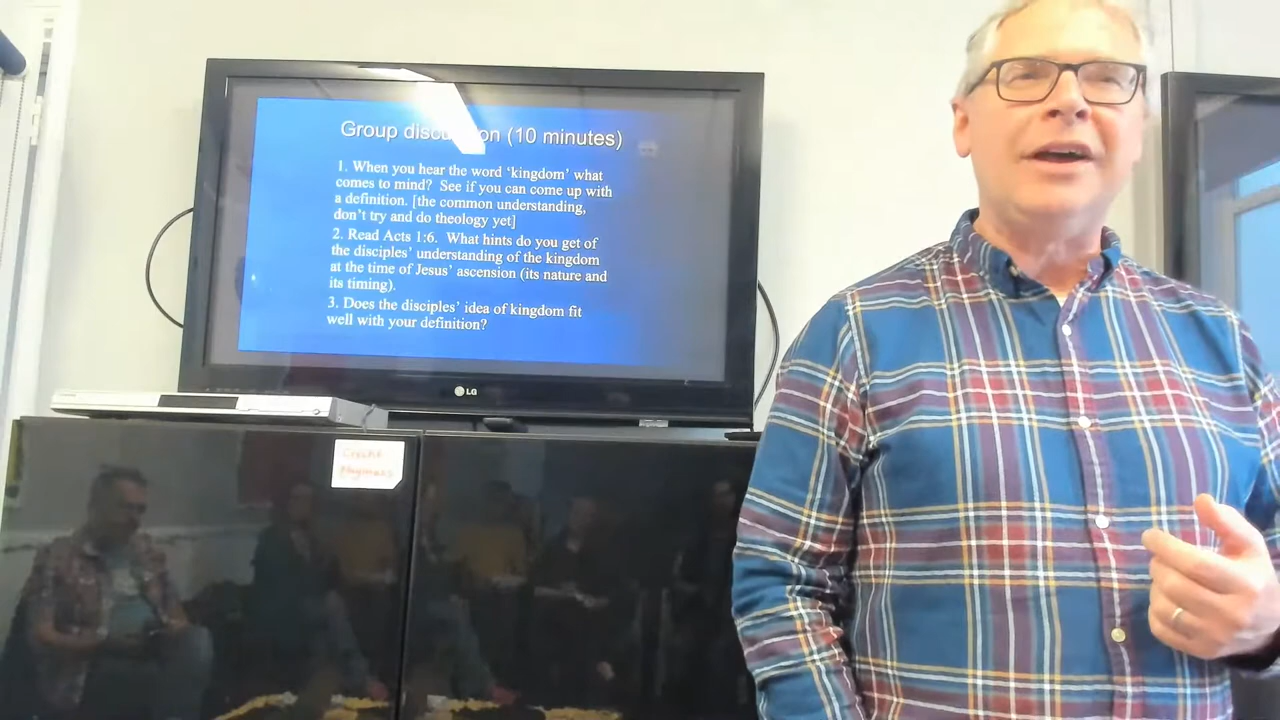 Group discussion (10 minutes)
1. When you hear the word ‘kingdom’ what
comes to mind? See if you can come up with
a definition. [the common understanding,
don’t try and do theology yet]
2. Read Acts 1:6. What hints do you get of
the disciples’ understanding of the kingdom
at the time of Jesus’ ascension (its nature and
its timing).
3. Does the disciples’ idea of kingdom fit
well with your definition?
LG